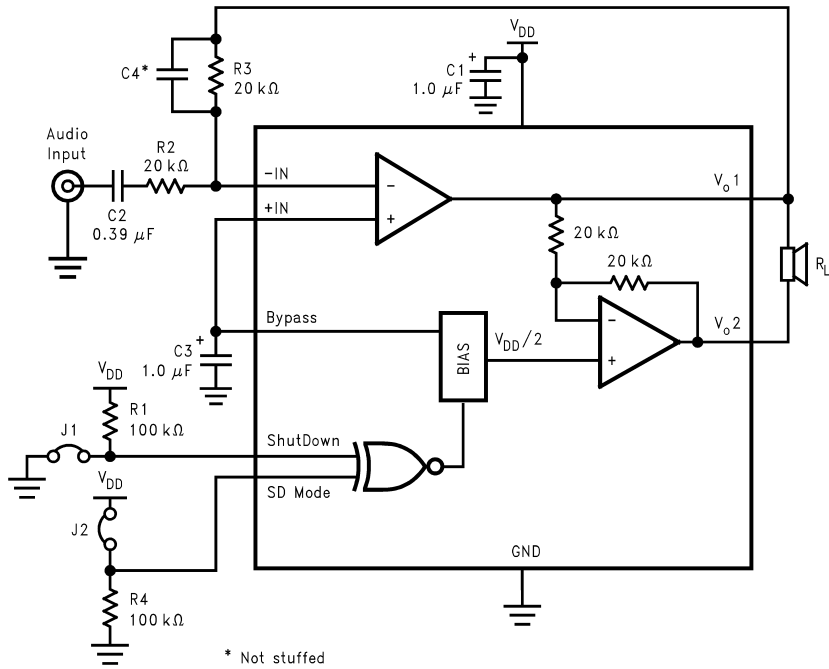 V_DD
C4*
R3
20 kΩ
C1
+
1.0 μF
Audio
Input
R2
20 kΩ
C2
0.39 μF
-IN
+IN
−
+
V_o1
20 kΩ
20 kΩ
R_L
−
+
V_o2
Bypass
BIAS
V_DD/2
C3
+
1.0 μF
V_DD
R1
100 kΩ
J1
ShutDown
SD Mode
V_DD
J2
R4
100 kΩ
GND
* Not stuffed